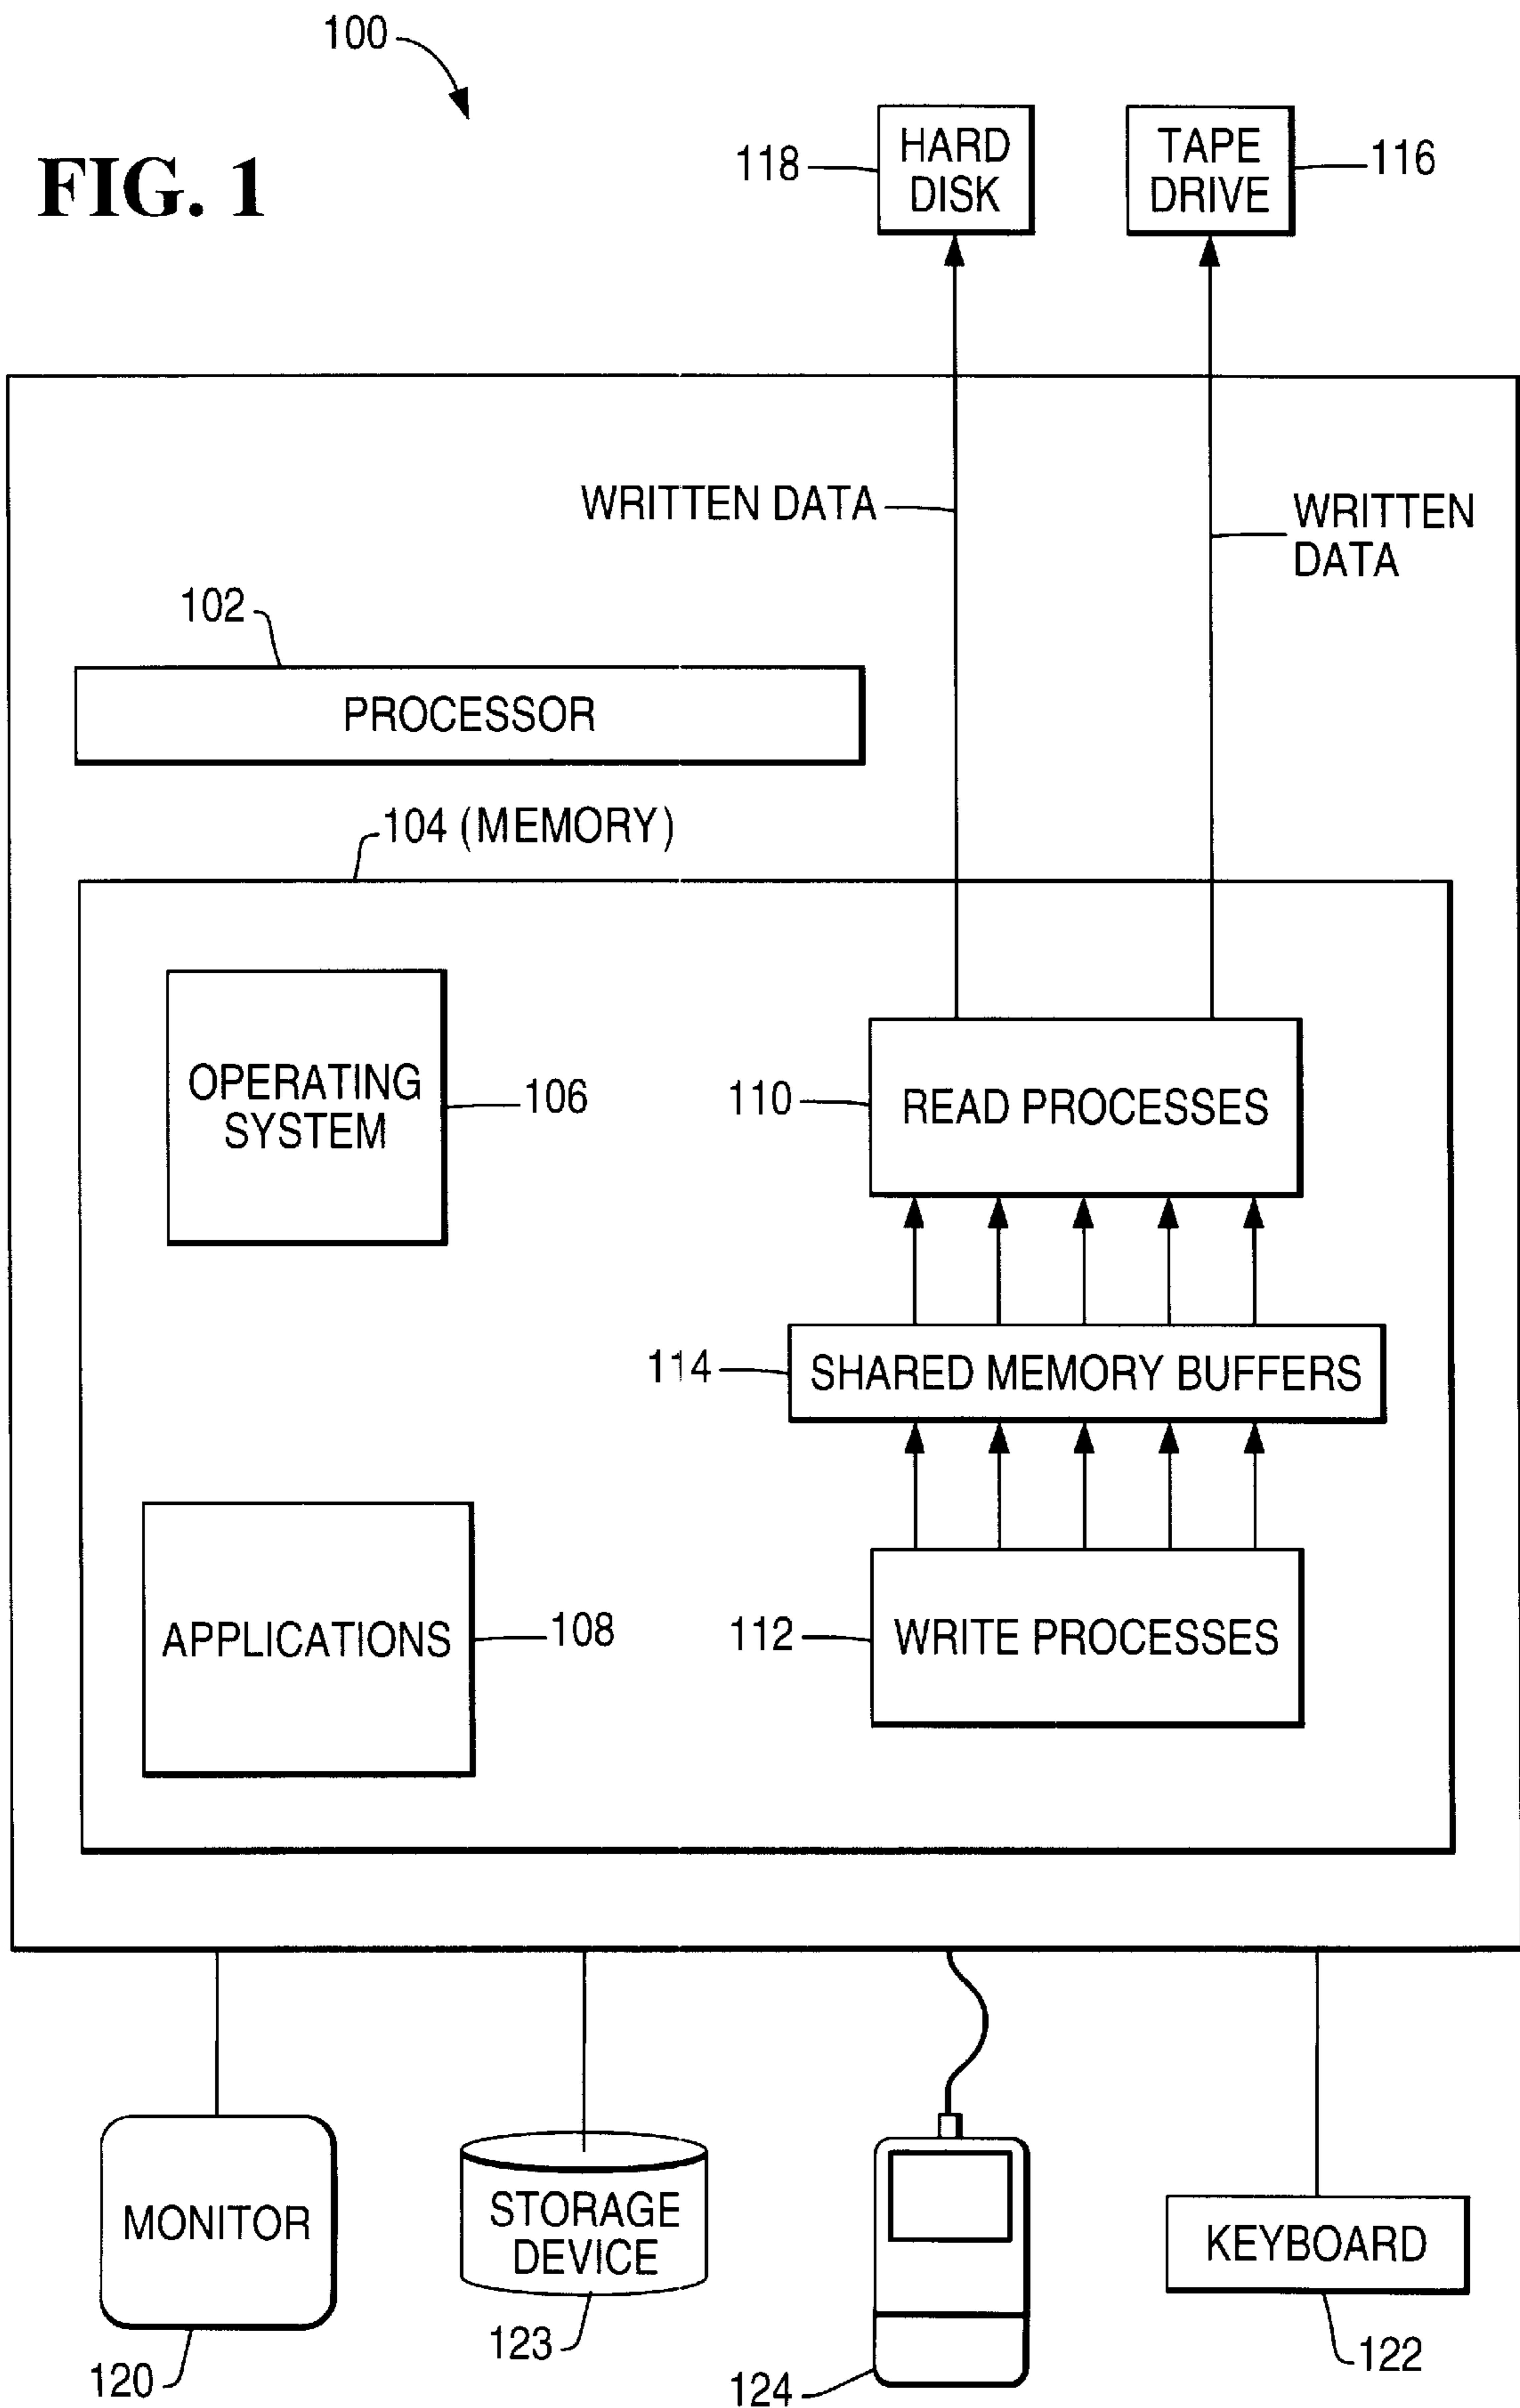 100
FIG. 1
118
HARD
DISK
TAPE
DRIVE
116
WRITTEN DATA
WRITTEN
DATA
102
PROCESSOR
104 (MEMORY)
OPERATING
SYSTEM
106
110
READ PROCESSES
114
SHARED MEMORY BUFFERS
APPLICATIONS
108
112
WRITE PROCESSES
MONITOR
120
STORAGE
DEVICE
123
124
KEYBOARD
122